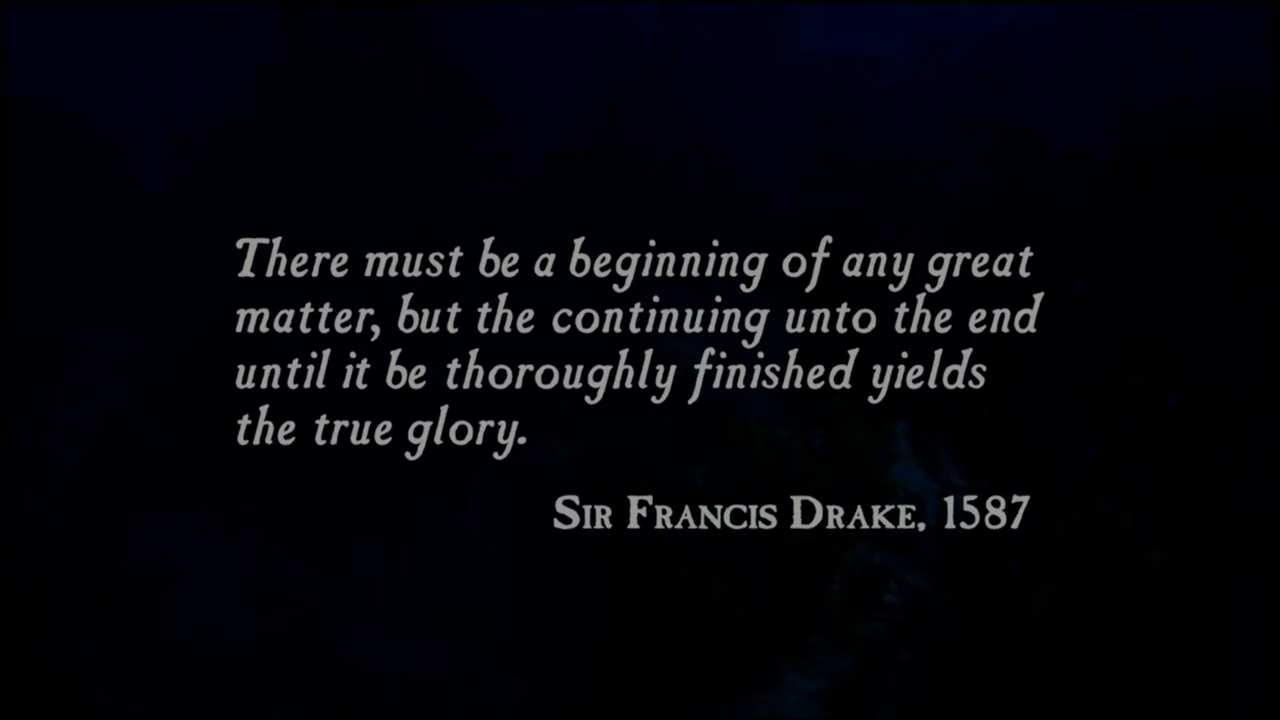 There must be a beginning of any great
matter, but the continuing unto the end
until it be thoroughly finished yields
the true glory.
Sir Francis Drake, 1587